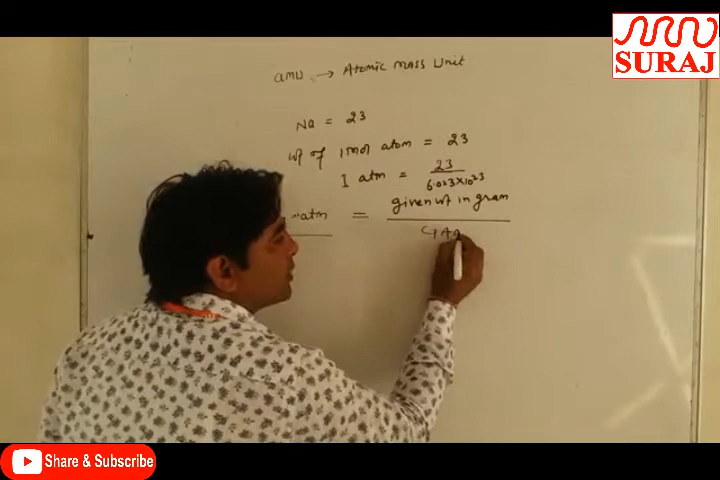 SURAJ
amu → Atomic mass Unit
Na = 23
wt of 1 mol atom = 23
1 atm = 23
6.023×10²³
atm = given wt in gram
GA
Share & Subscribe